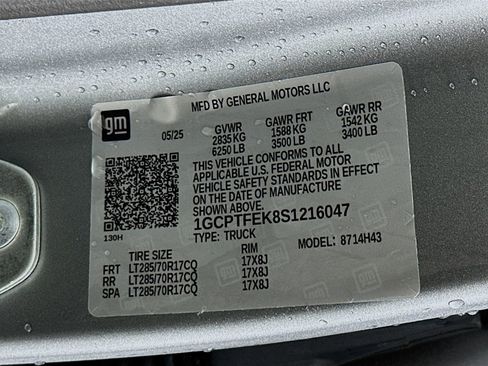 MFD BY GENERAL MOTORS LLC
gm
05/25 GVWR GAWR FRT GAWR RR
2835 KG 1588 KG 1542 KG
6250 LB 3500 LB 3400 LB
THIS VEHICLE CONFORMS TO ALL
APPLICABLE U.S. FEDERAL MOTOR
VEHICLE SAFETY STANDARDS IN EFFECT
ON THE DATE OF MANUFACTURE
SHOWN ABOVE.
1GCPTFEK8S1216047
130H TYPE: TRUCK MODEL: 8714H43
TIRE SIZE RIM
FRT LT285/70R17CQ 17X8J
RR LT285/70R17CQ 17X8J
SPA LT285/70R17CQ 17X8J